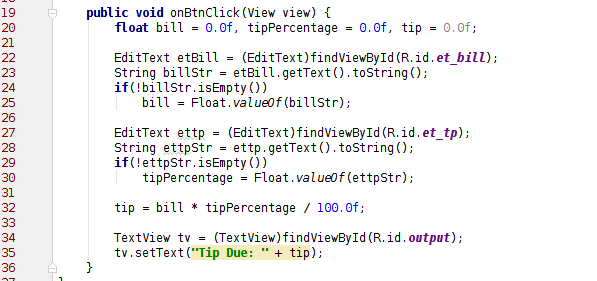 19 public void onBtnClick(View view) {
20 float bill = 0.0f, tipPercentage = 0.0f, tip = 0.0f;
21
22 EditText etBill = (EditText)findViewById(R.id.et_bill);
23 String billStr = etBill.getText().toString();
24 if(!billStr.isEmpty())
25 bill = Float.valueOf(billStr);
26
27 EditText ettp = (EditText)findViewById(R.id.et_tp);
28 String ettpStr = ettp.getText().toString();
29 if(!ettpStr.isEmpty())
30 tipPercentage = Float.valueOf(ettpStr);
31
32 tip = bill * tipPercentage / 100.0f;
33
34 TextView tv = (TextView)findViewById(R.id.output);
35 tv.setText("Tip Due: " + tip);
36 }